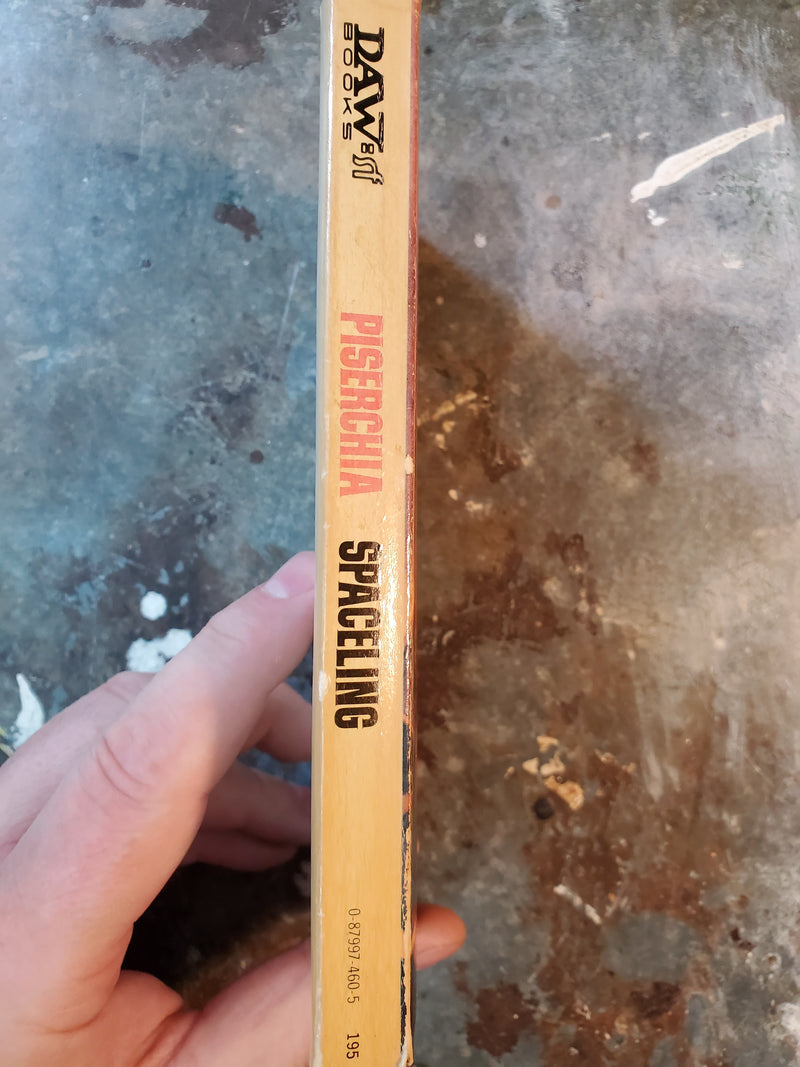 DAW sf
BOOKS
PISERCHIA
SPACELING
0-87997-460-5
195